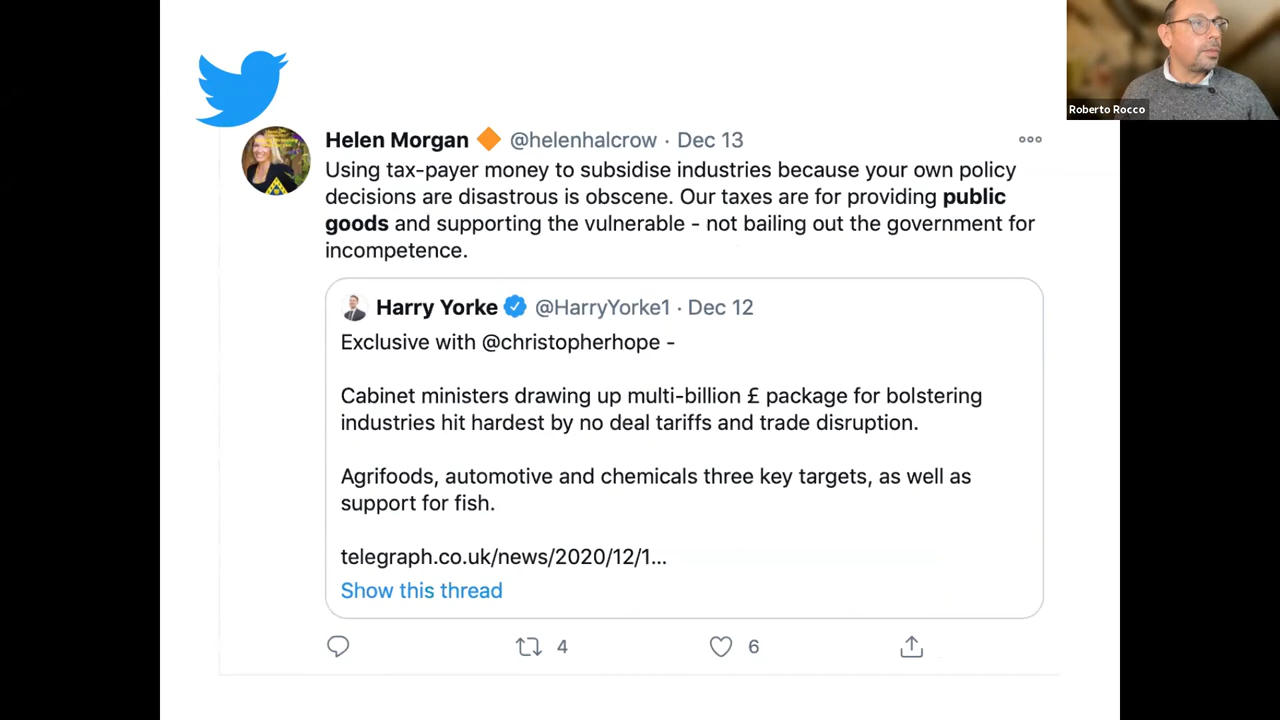 Roberto Rocco
Helen Morgan 🔶 @helenhalcrow · Dec 13
Using tax-payer money to subsidise industries because your own policy
decisions are disastrous is obscene. Our taxes are for providing public
goods and supporting the vulnerable - not bailing out the government for
incompetence.
Harry Yorke @HarryYorke1 · Dec 12
Exclusive with @christopherhope -
Cabinet ministers drawing up multi-billion £ package for bolstering
industries hit hardest by no deal tariffs and trade disruption.
Agrifoods, automotive and chemicals three key targets, as well as
support for fish.
telegraph.co.uk/news/2020/12/1...
Show this thread
4 6